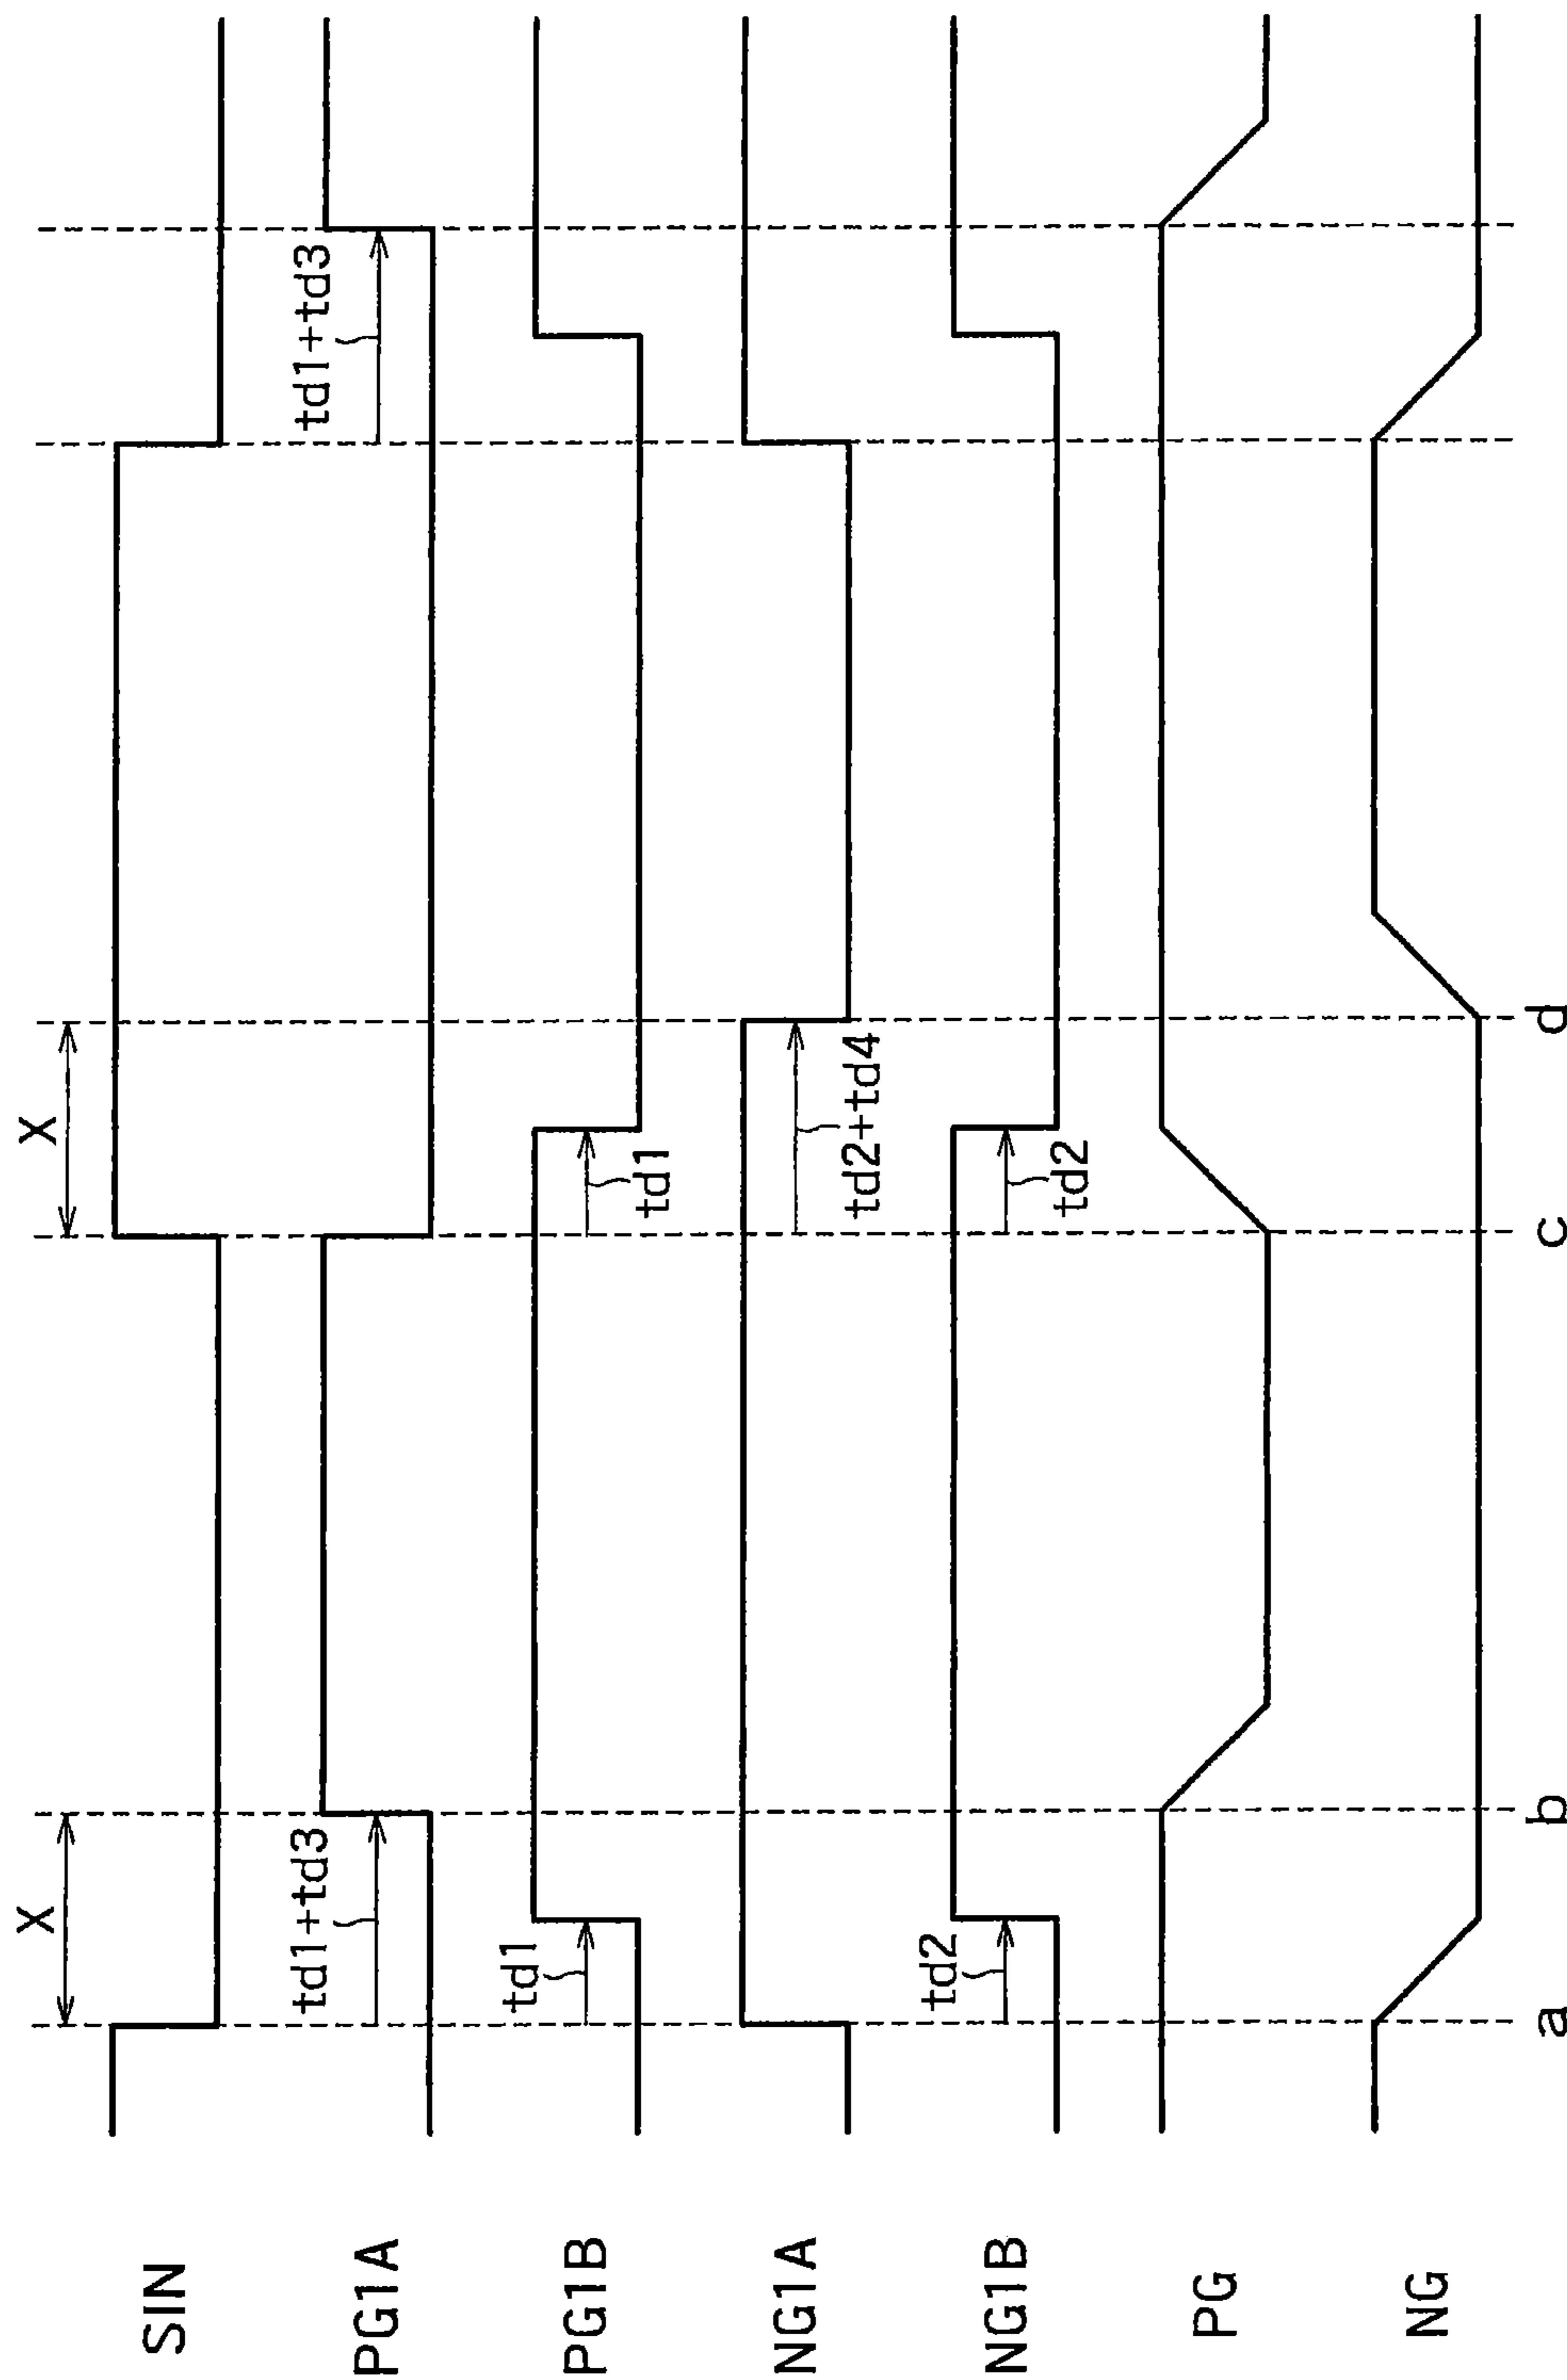 X X
SIN
td1+td3 td1+td3
PG1A
PG1B
td1 td1
NG1A
td2+td4
NG1B
td2 td2
PG
NG
a b c d